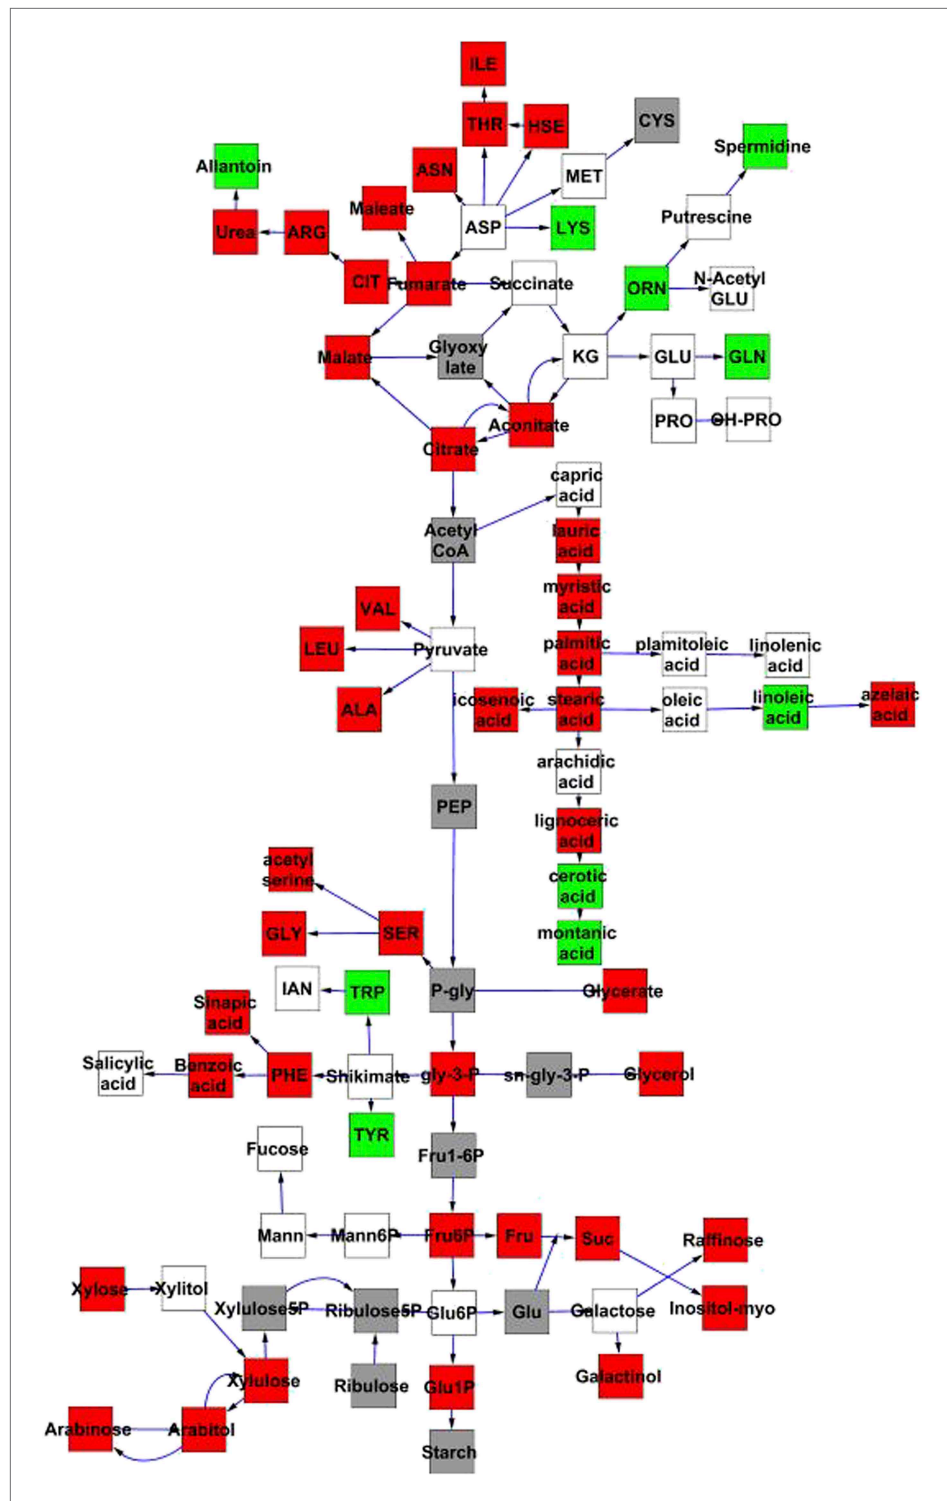 ILE
THR
HSE
CYS
Spermidine
Allantoin
ASN
MET
Maleate
Putrescine
Urea
ARG
ASP
LYS
CIT
Fumarate
Succinate
ORN
N-Acetyl
GLU
Malate
Glyoxy
late
KG
GLU
GLN
Citrate
Aconitate
PRO
OH-PRO
capric
acid
Acetyl
CoA
lauric
acid
myristic
acid
VAL
LEU
Pyruvate
palmitic
acid
plamitoleic
acid
linolenic
acid
ALA
icosenoic
acid
stearic
acid
oleic
acid
linoleic
acid
azelaic
acid
arachidic
acid
PEP
lignoceric
acid
acetyl
serine
cerotic
acid
GLY
SER
montanic
acid
IAN
TRP
P-gly
Glycerate
Sinapic
acid
Salicylic
acid
Benzoic
acid
PHE
Shikimate
gly-3-P
sn-gly-3-P
Glycerol
TYR
Fucose
Fru1-6P
Mann
Mann6P
Fru6P
Fru
Suc
Raffinose
Xylose
Xylitol
Xylulose5P
Ribulose5P
Glu6P
Glu
Galactose
Inositol-myo
Xylulose
Ribulose
Glu1P
Galactinol
Arabinose
Arabitol
Starch